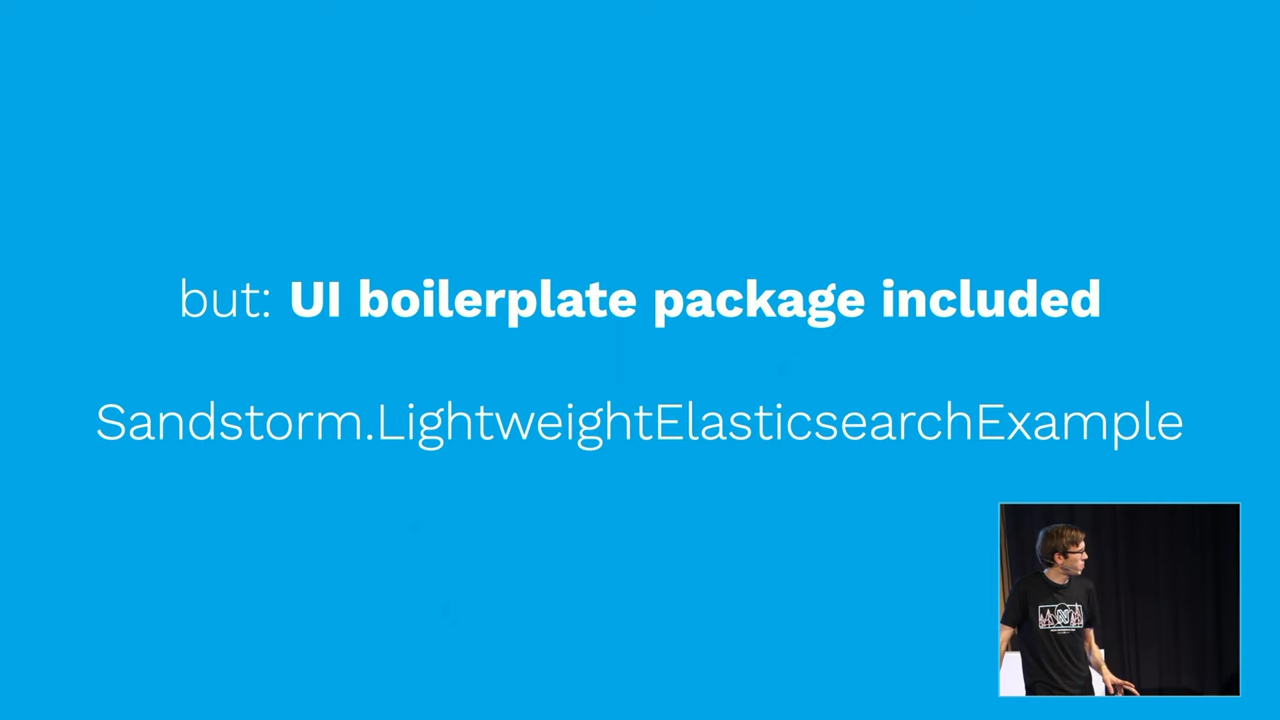 but: UI boilerplate package included
Sandstorm.LightweightElasticsearchExample